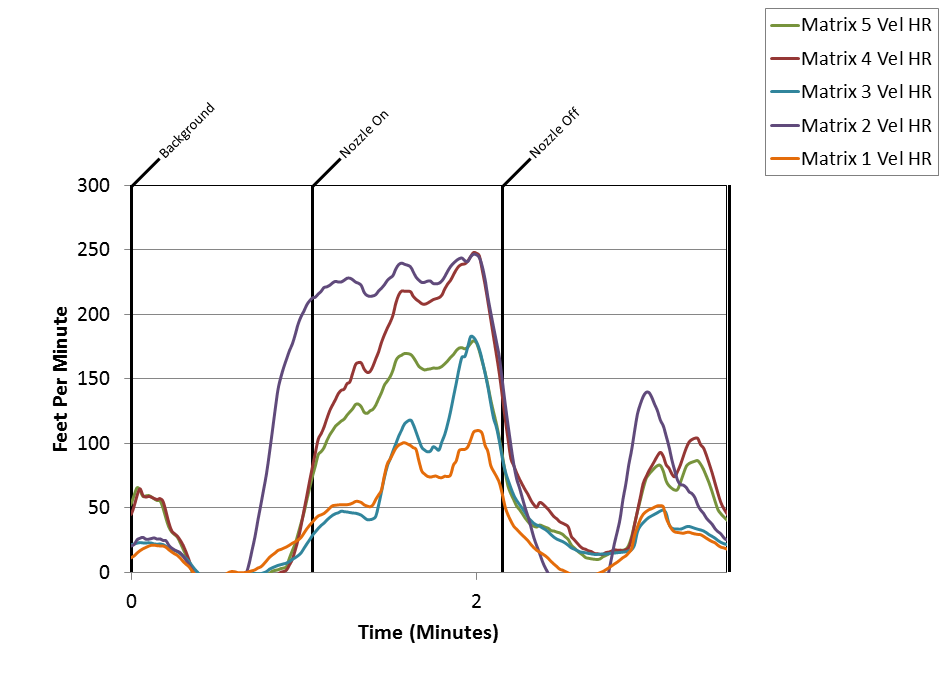 Matrix 5 Vel HR
Matrix 4 Vel HR
Matrix 3 Vel HR
Matrix 2 Vel HR
Matrix 1 Vel HR
Background
Nozzle On
Nozzle Off
300
250
200
150
100
50
0
Feet Per Minute
0
2
Time (Minutes)